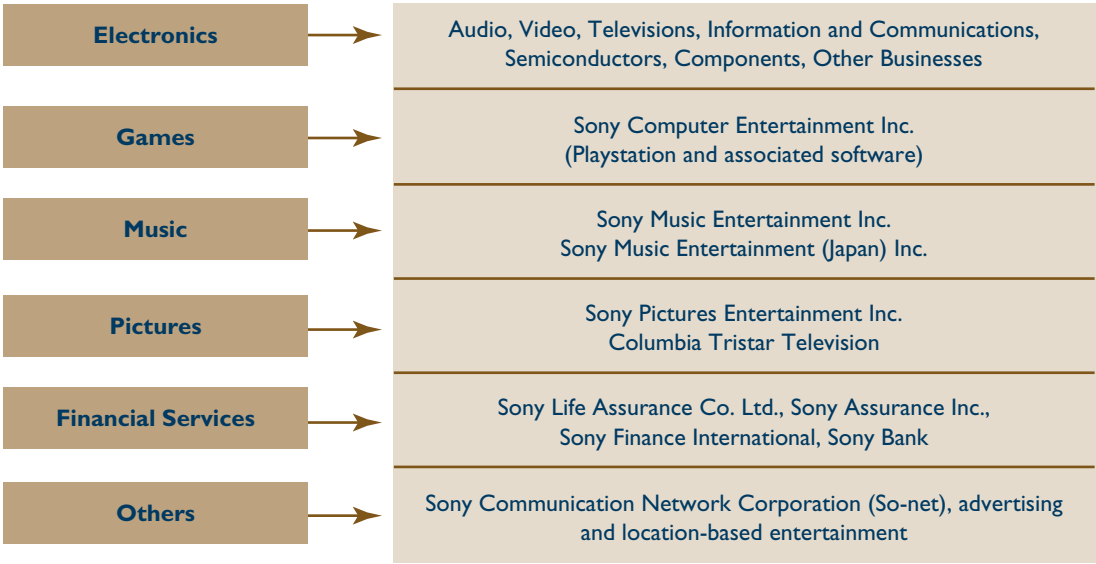 Electronics
Audio, Video, Televisions, Information and Communications,
Semiconductors, Components, Other Businesses
Games
Sony Computer Entertainment Inc.
(Playstation and associated software)
Music
Sony Music Entertainment Inc.
Sony Music Entertainment (Japan) Inc.
Pictures
Sony Pictures Entertainment Inc.
Columbia Tristar Television
Financial Services
Sony Life Assurance Co. Ltd., Sony Assurance Inc.,
Sony Finance International, Sony Bank
Others
Sony Communication Network Corporation (So-net), advertising
and location-based entertainment